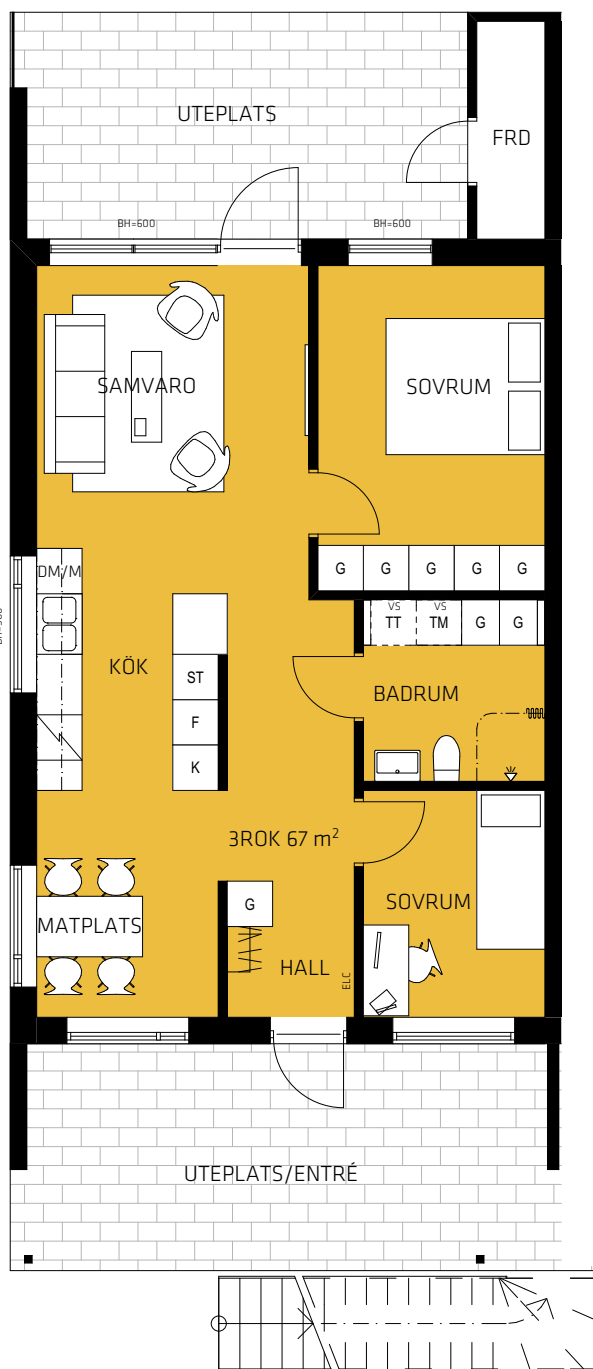 UTEPLATS
FRD
BH=600
BH=600
SAMVARO
SOVRUM
G
G
G
G
G
DM/M
VS
VS
TT
TM
G
G
KÖK
ST
BADRUM
F
K
3ROK 67 m²
G
SOVRUM
MATPLATS
HALL
ELC
UTEPLATS/ENTRÉ